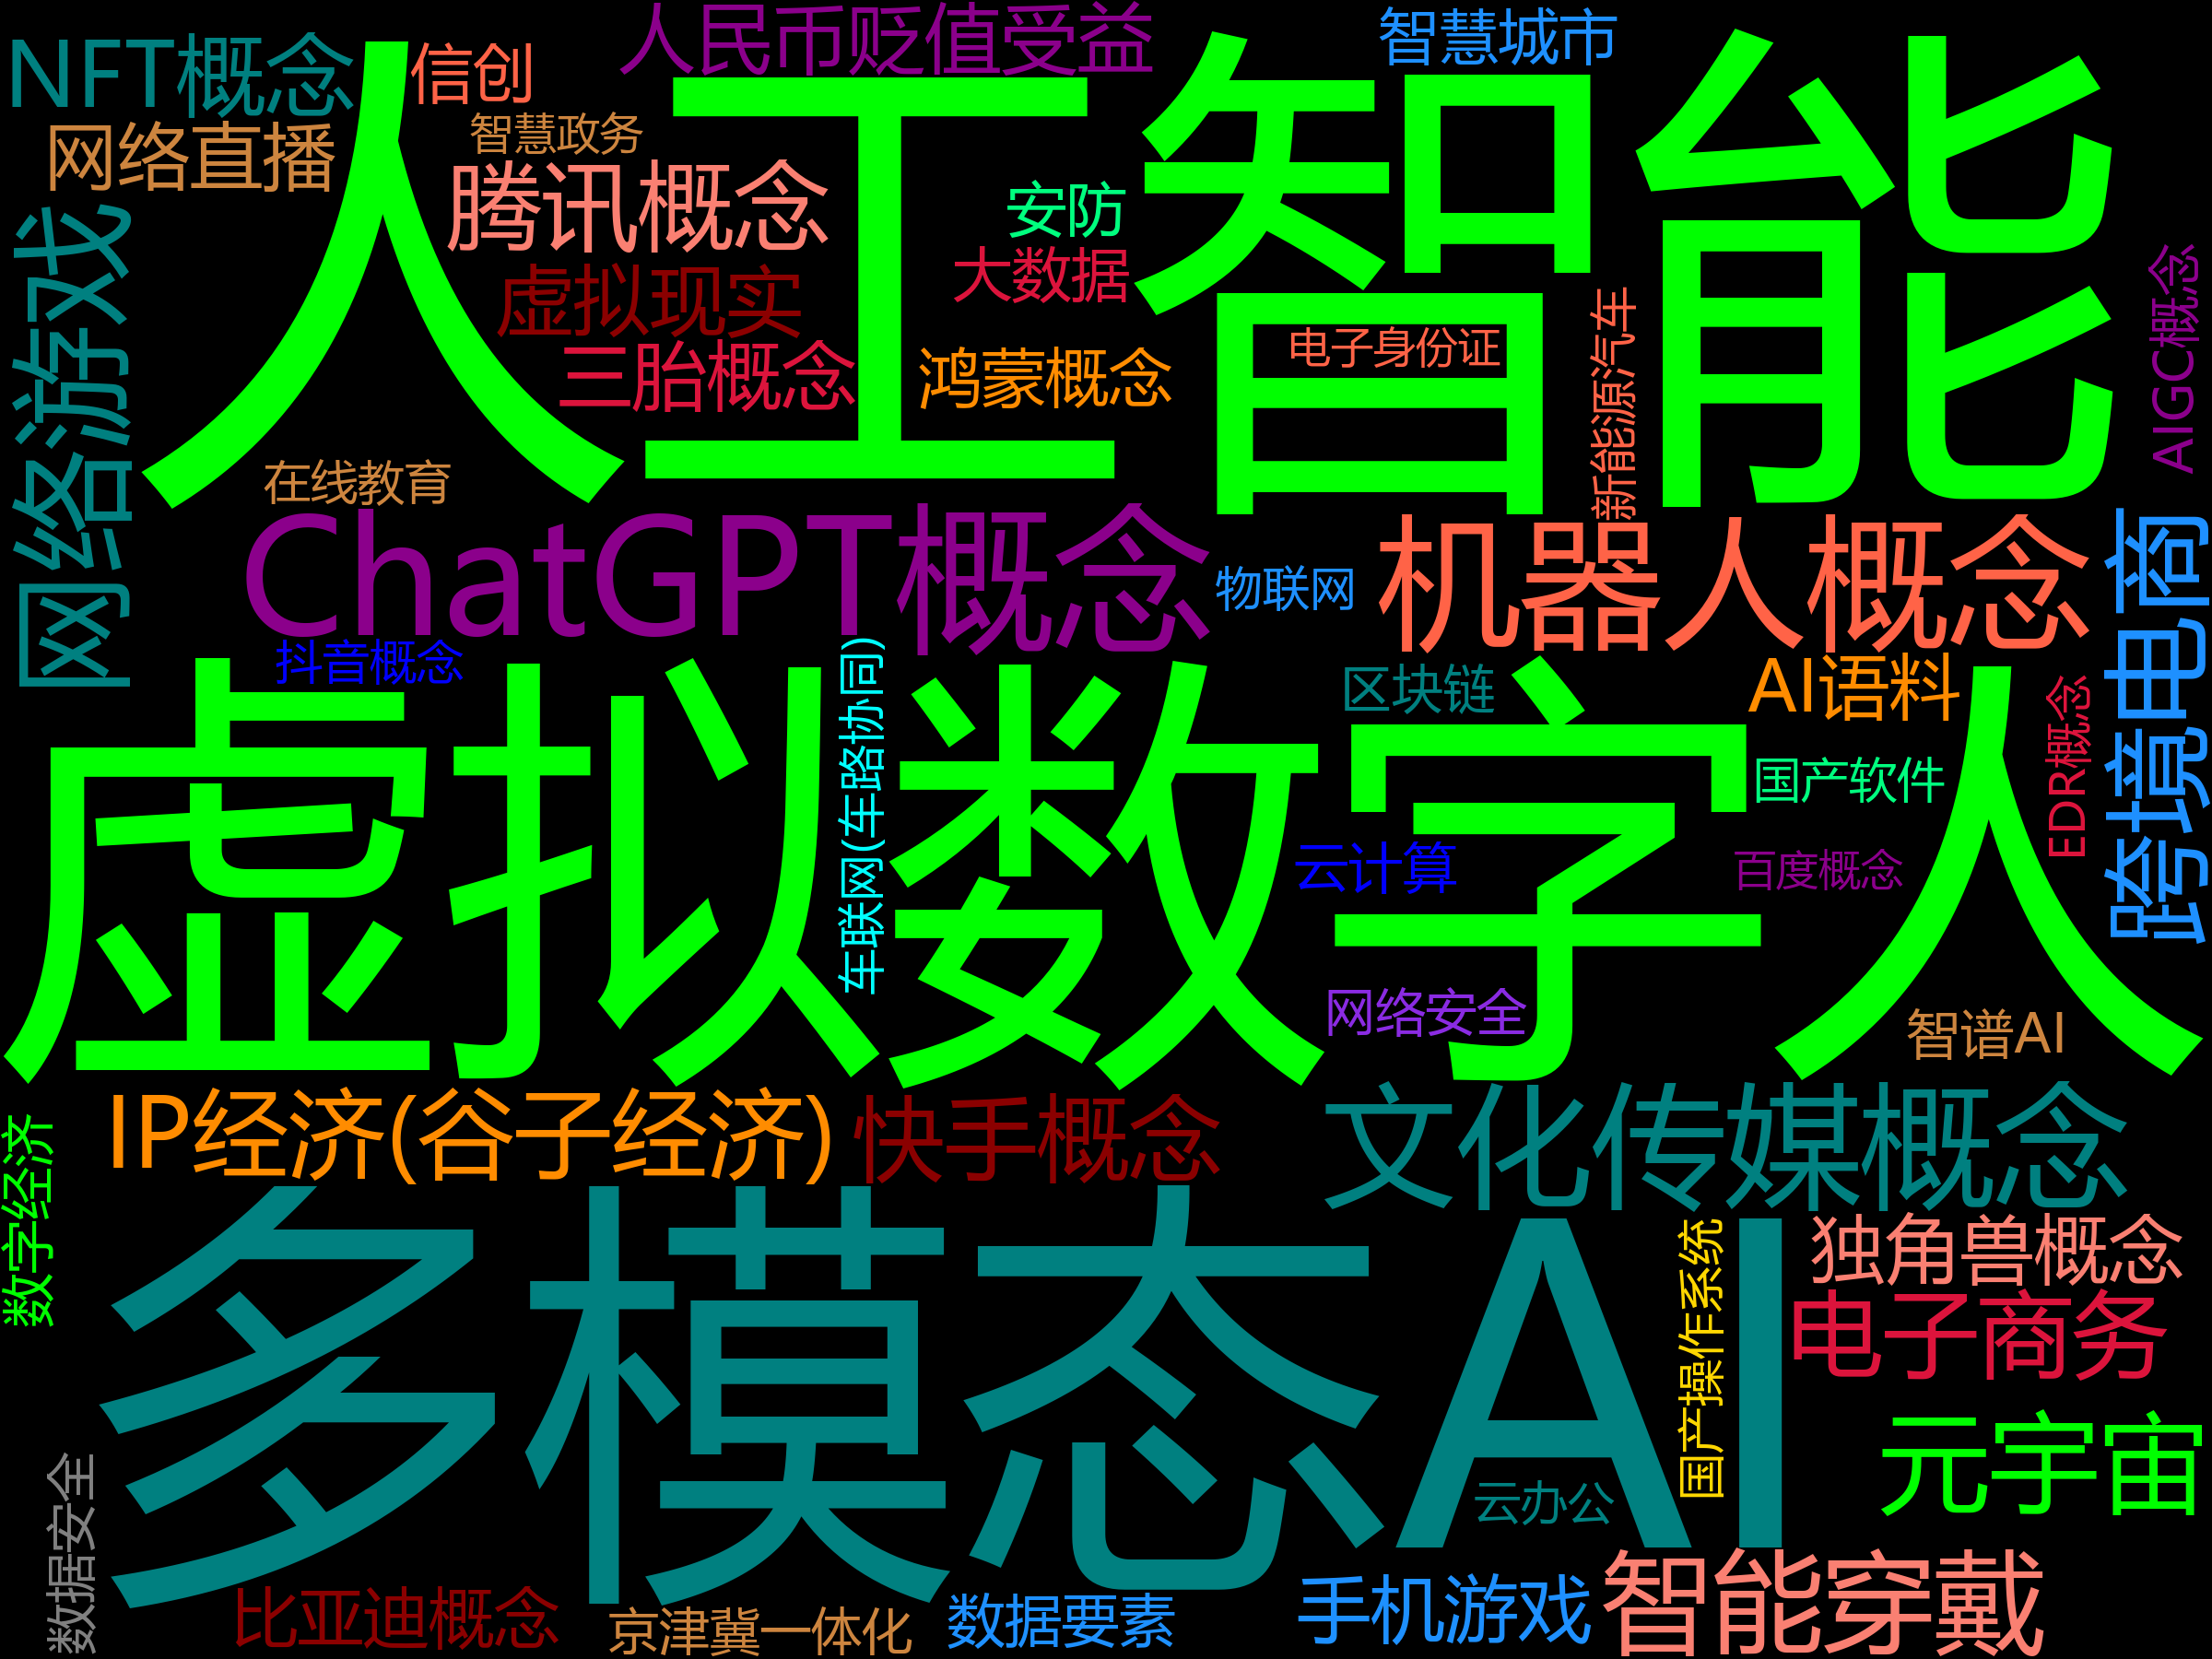 人民币贬值受益
智慧城市
NFT概念
信创
人工智能
智慧政务
网络直播
腾讯概念
安防
大数据
虚拟现实
网络游戏
AIGC概念
新能源汽车
电子身份证
三胎概念
鸿蒙概念
在线教育
ChatGPT概念
机器人概念
物联网
跨境电商
抖音概念
车联网(车路协同)
区块链
AI语料
EDR概念
虚拟数字人
国产软件
云计算
百度概念
网络安全
智谱AI
IP经济(谷子经济)
快手概念
文化传媒概念
数字经济
独角兽概念
国产操作系统
电子商务
多模态AI
元宇宙
数据安全
云办公
智能穿戴
比亚迪概念
京津冀一体化
数据要素
手机游戏